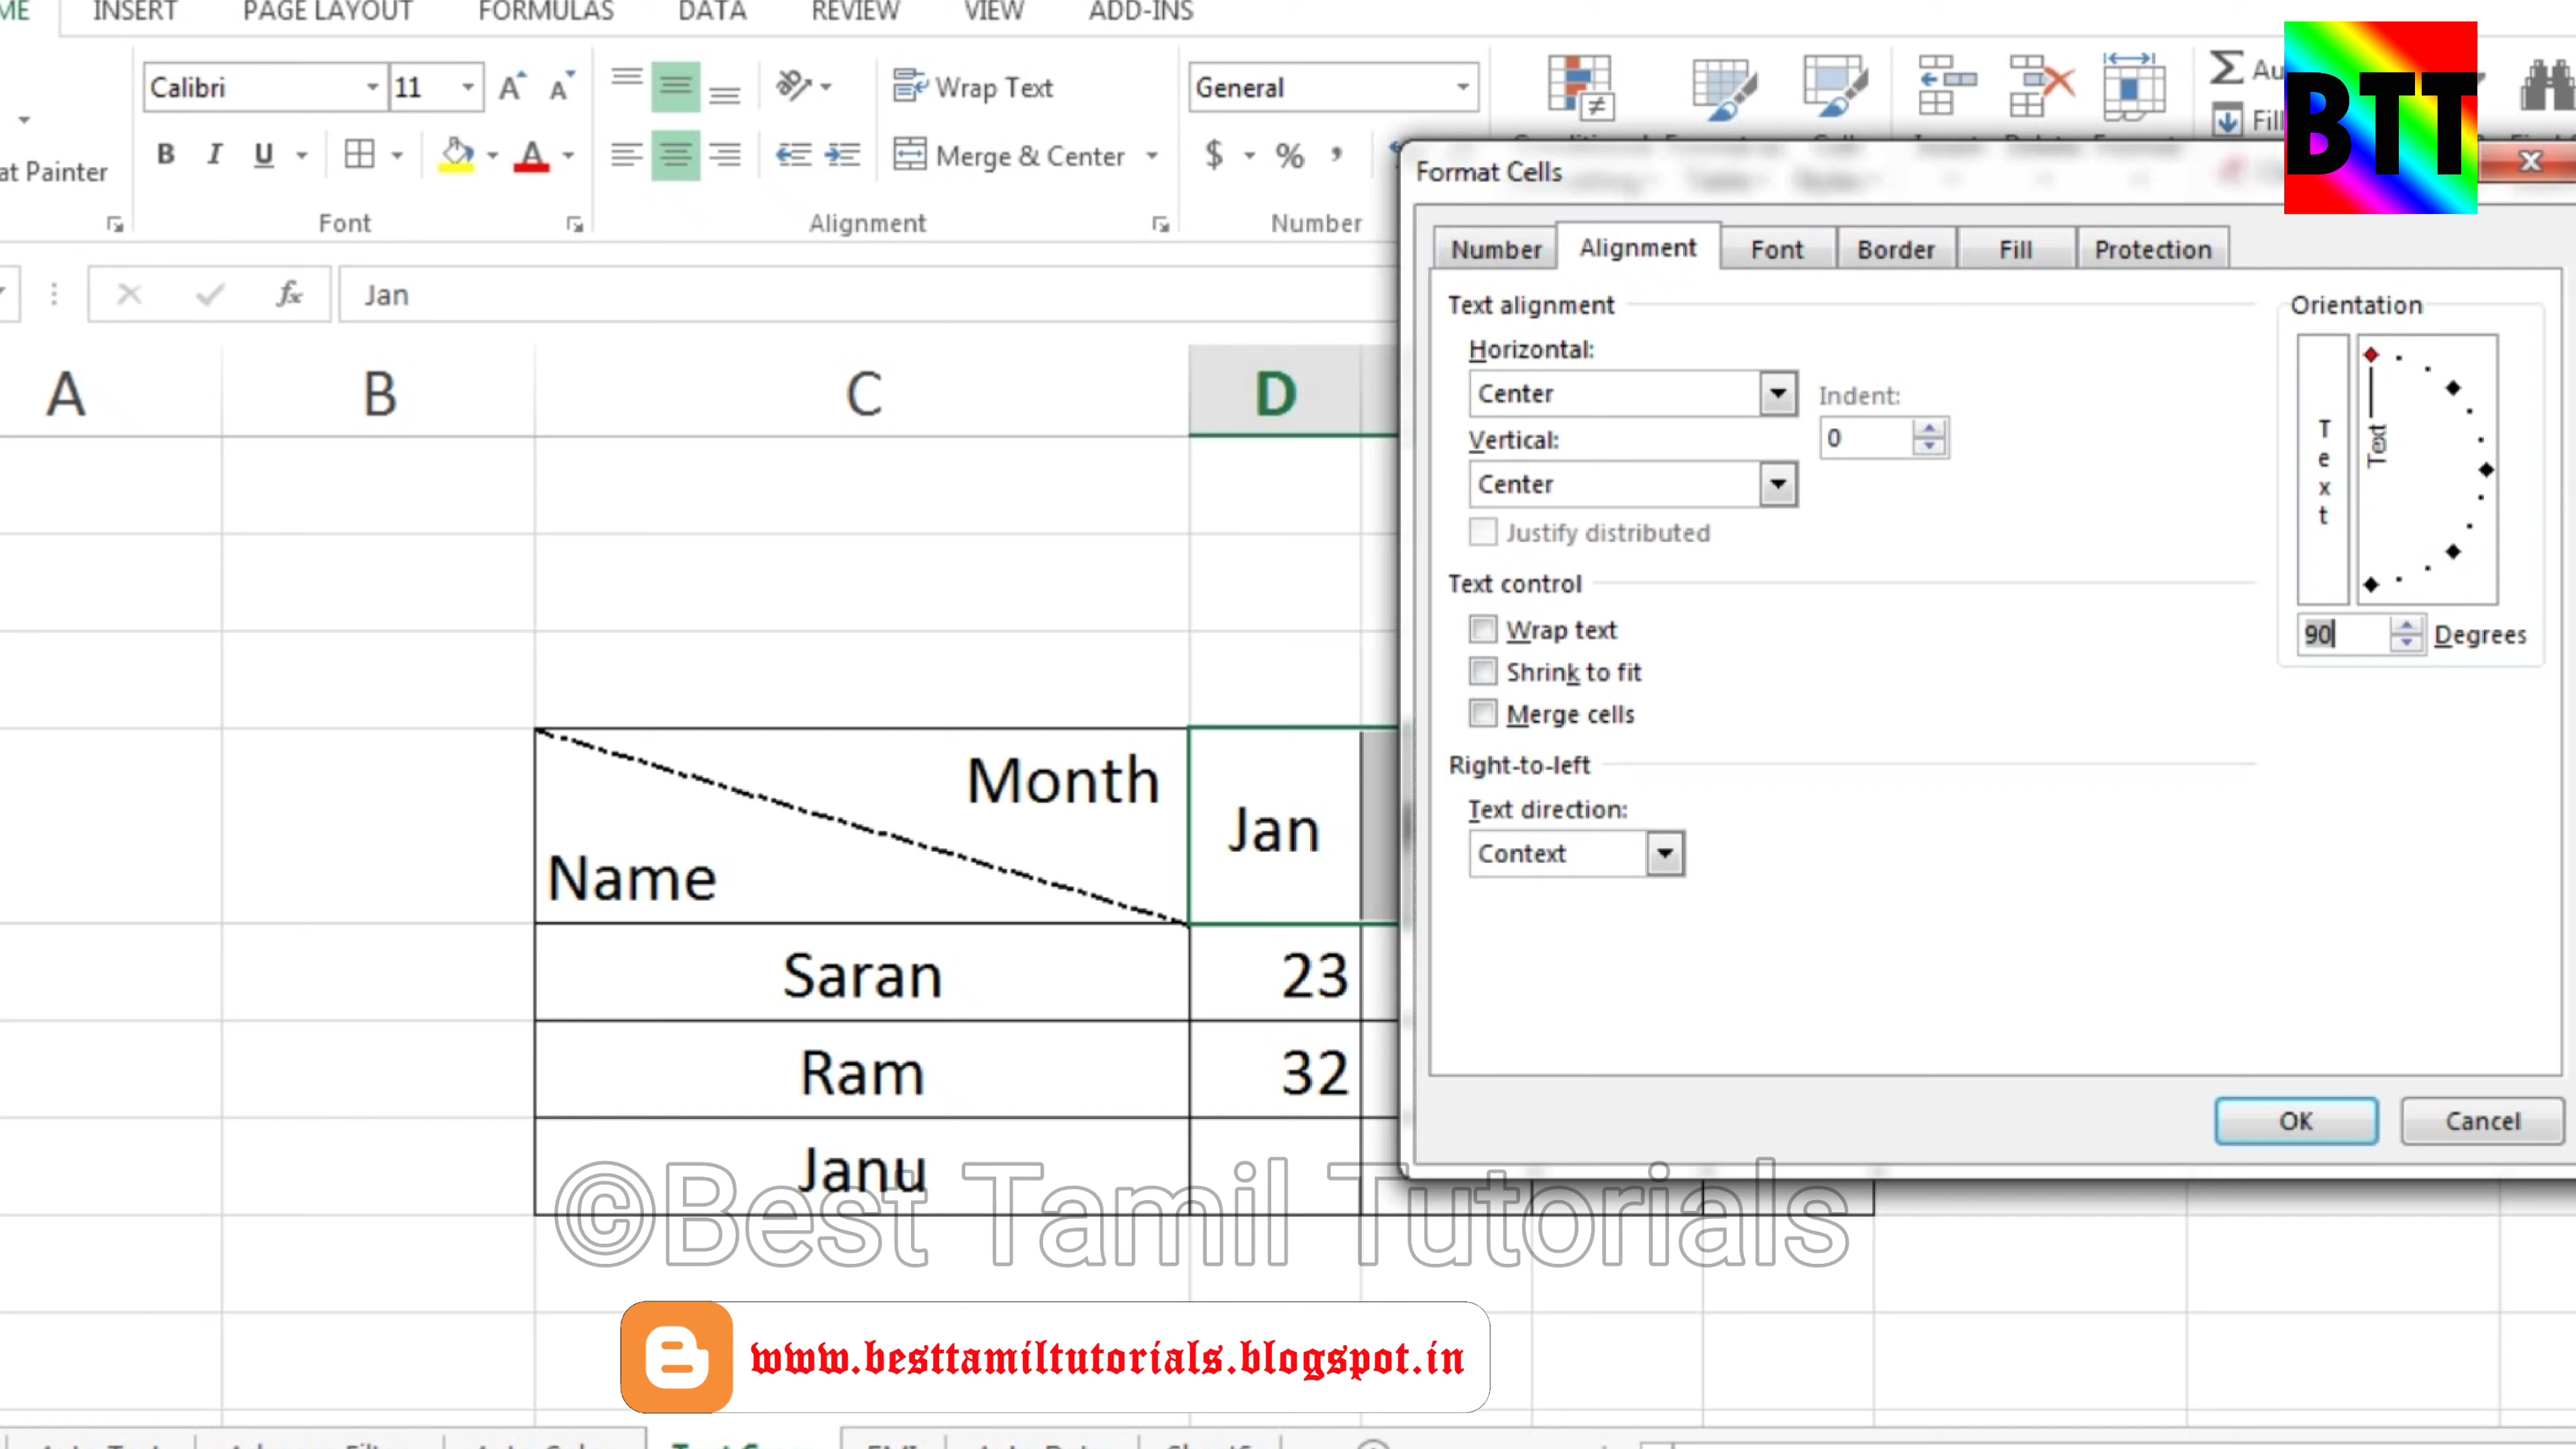 INSERT PAGE LAYOUT FORMULAS DATA REVIEW VIEW ADD-INS
Calibri 11 Wrap Text General
BTT
Painter B I U Merge & Center $ % ,
Font Alignment Number
Format Cells
Number Alignment Font Border Fill Protection
fx Jan
Text alignment
Horizontal:
Center
Indent:
0
Vertical:
Center
Justify distributed
Text control
Wrap text
Shrink to fit
Merge cells
Right-to-left
Text direction:
Context
Orientation
Text
Text
90 Degrees
OK Cancel
A B C D
Month Jan
Name
Saran 23
Ram 32
Janu
©Best Tamil Tutorials
www.besttamiltutorials.blogspot.in